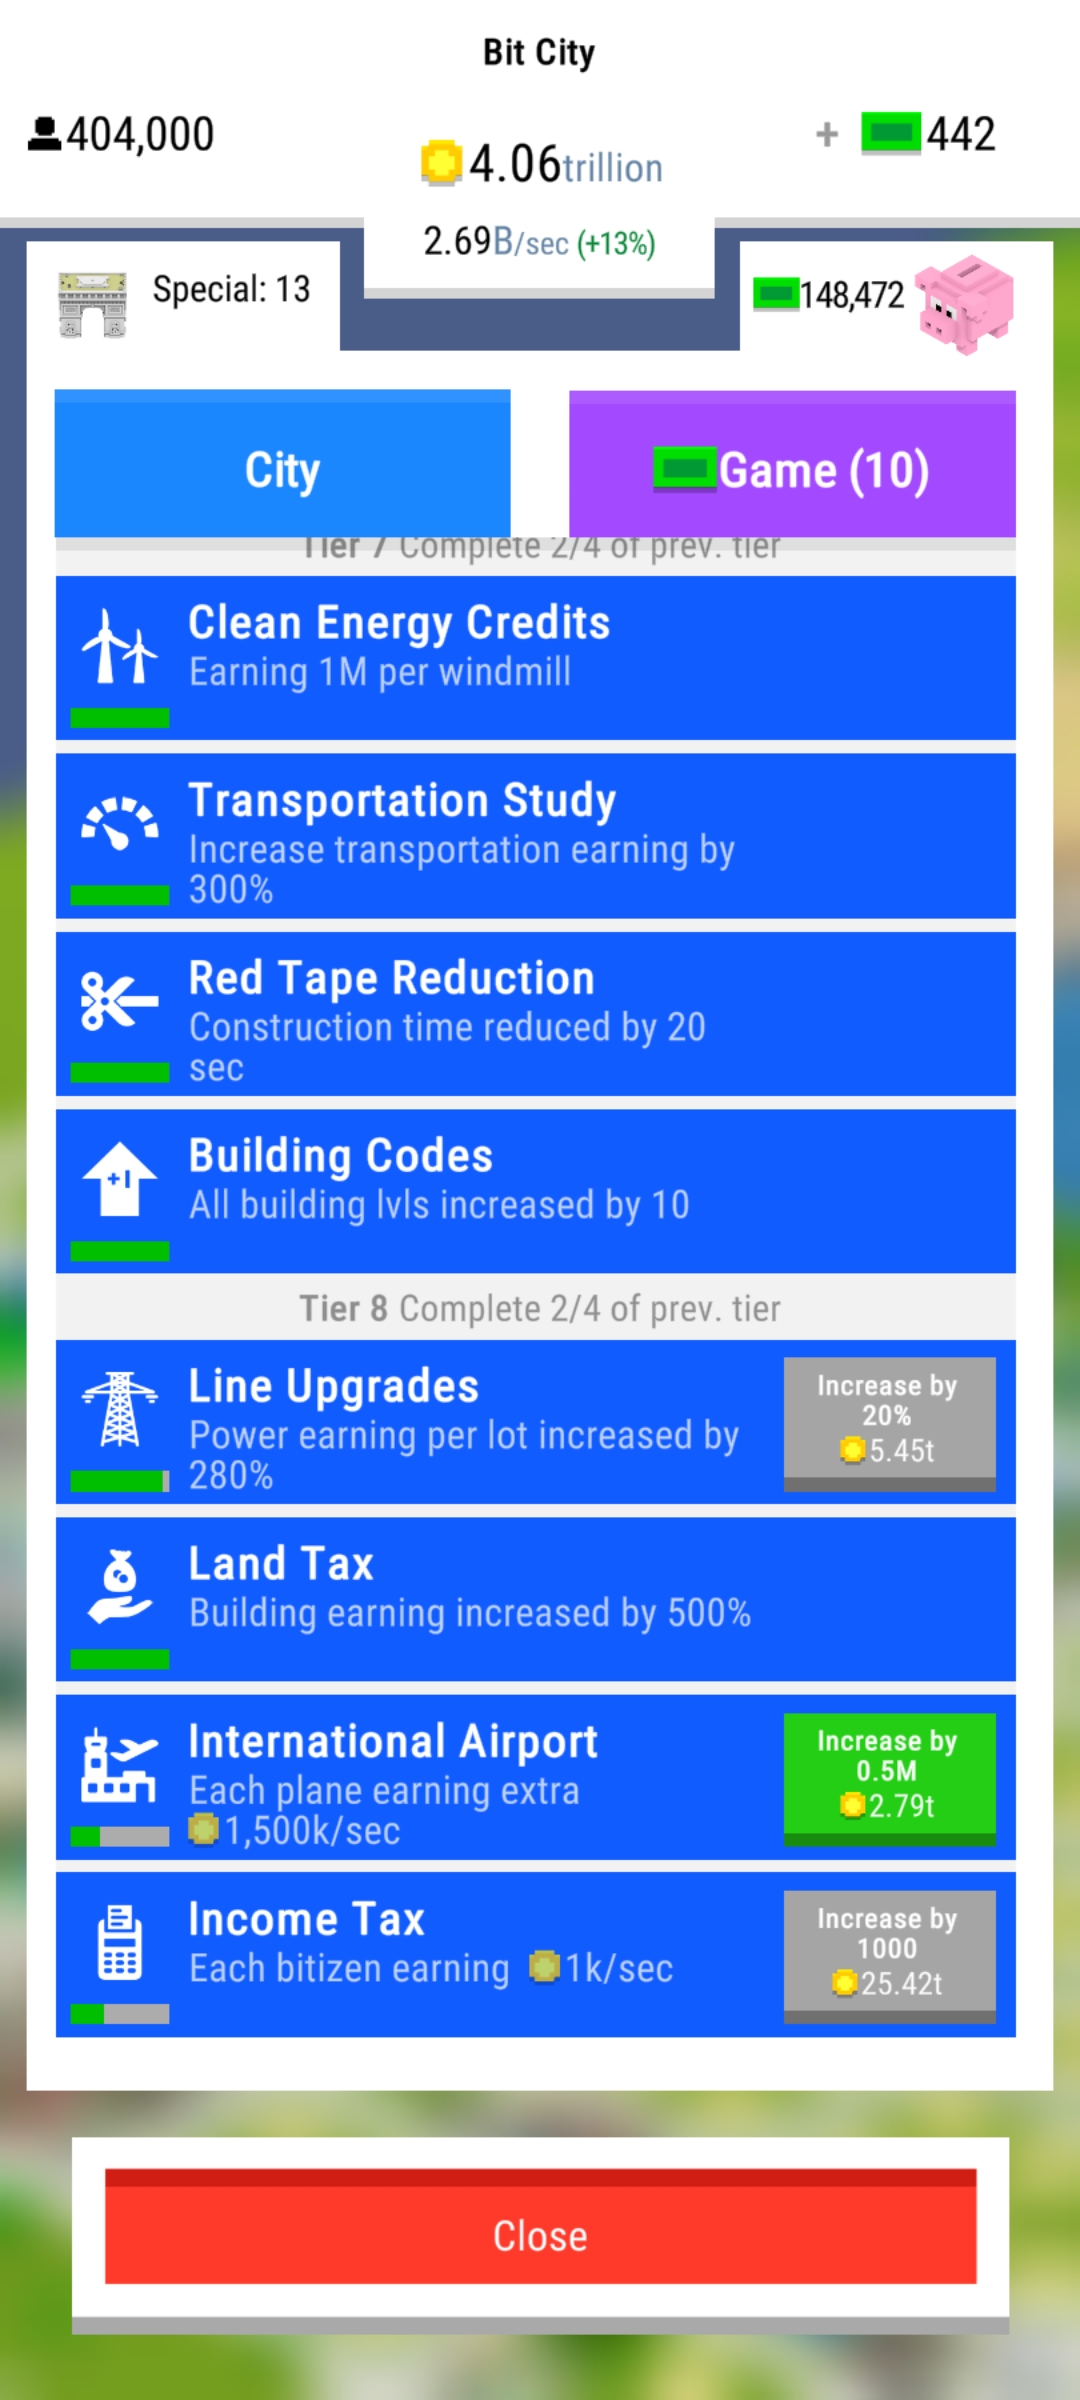 Bit City
404,000
4.06trillion
+ 442
2.69B/sec (+13%)
Special: 13
148,472
City
Game (10)
Tier 7 Complete 2/4 of prev. tier
Clean Energy Credits
Earning 1M per windmill
Transportation Study
Increase transportation earning by
300%
Red Tape Reduction
Construction time reduced by 20
sec
+1
Building Codes
All building lvls increased by 10
Tier 8 Complete 2/4 of prev. tier
Line Upgrades
Power earning per lot increased by
280%
Increase by
20%
5.45t
Land Tax
Building earning increased by 500%
International Airport
Each plane earning extra
1,500k/sec
Increase by
0.5M
2.79t
Income Tax
Each bitizen earning 1k/sec
Increase by
1000
25.42t
Close